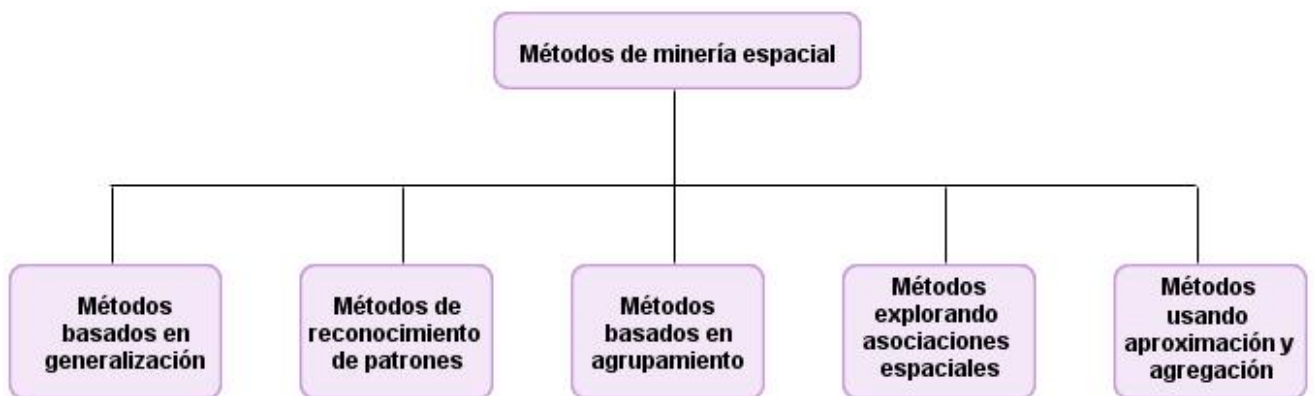 Métodos de minería espacial
Métodos
basados en
generalización
Métodos de
reconocimiento
de patrones
Métodos
basados en
agrupamiento
Métodos
explorando
asociaciones
espaciales
Métodos
usando
aproximación y
agregación